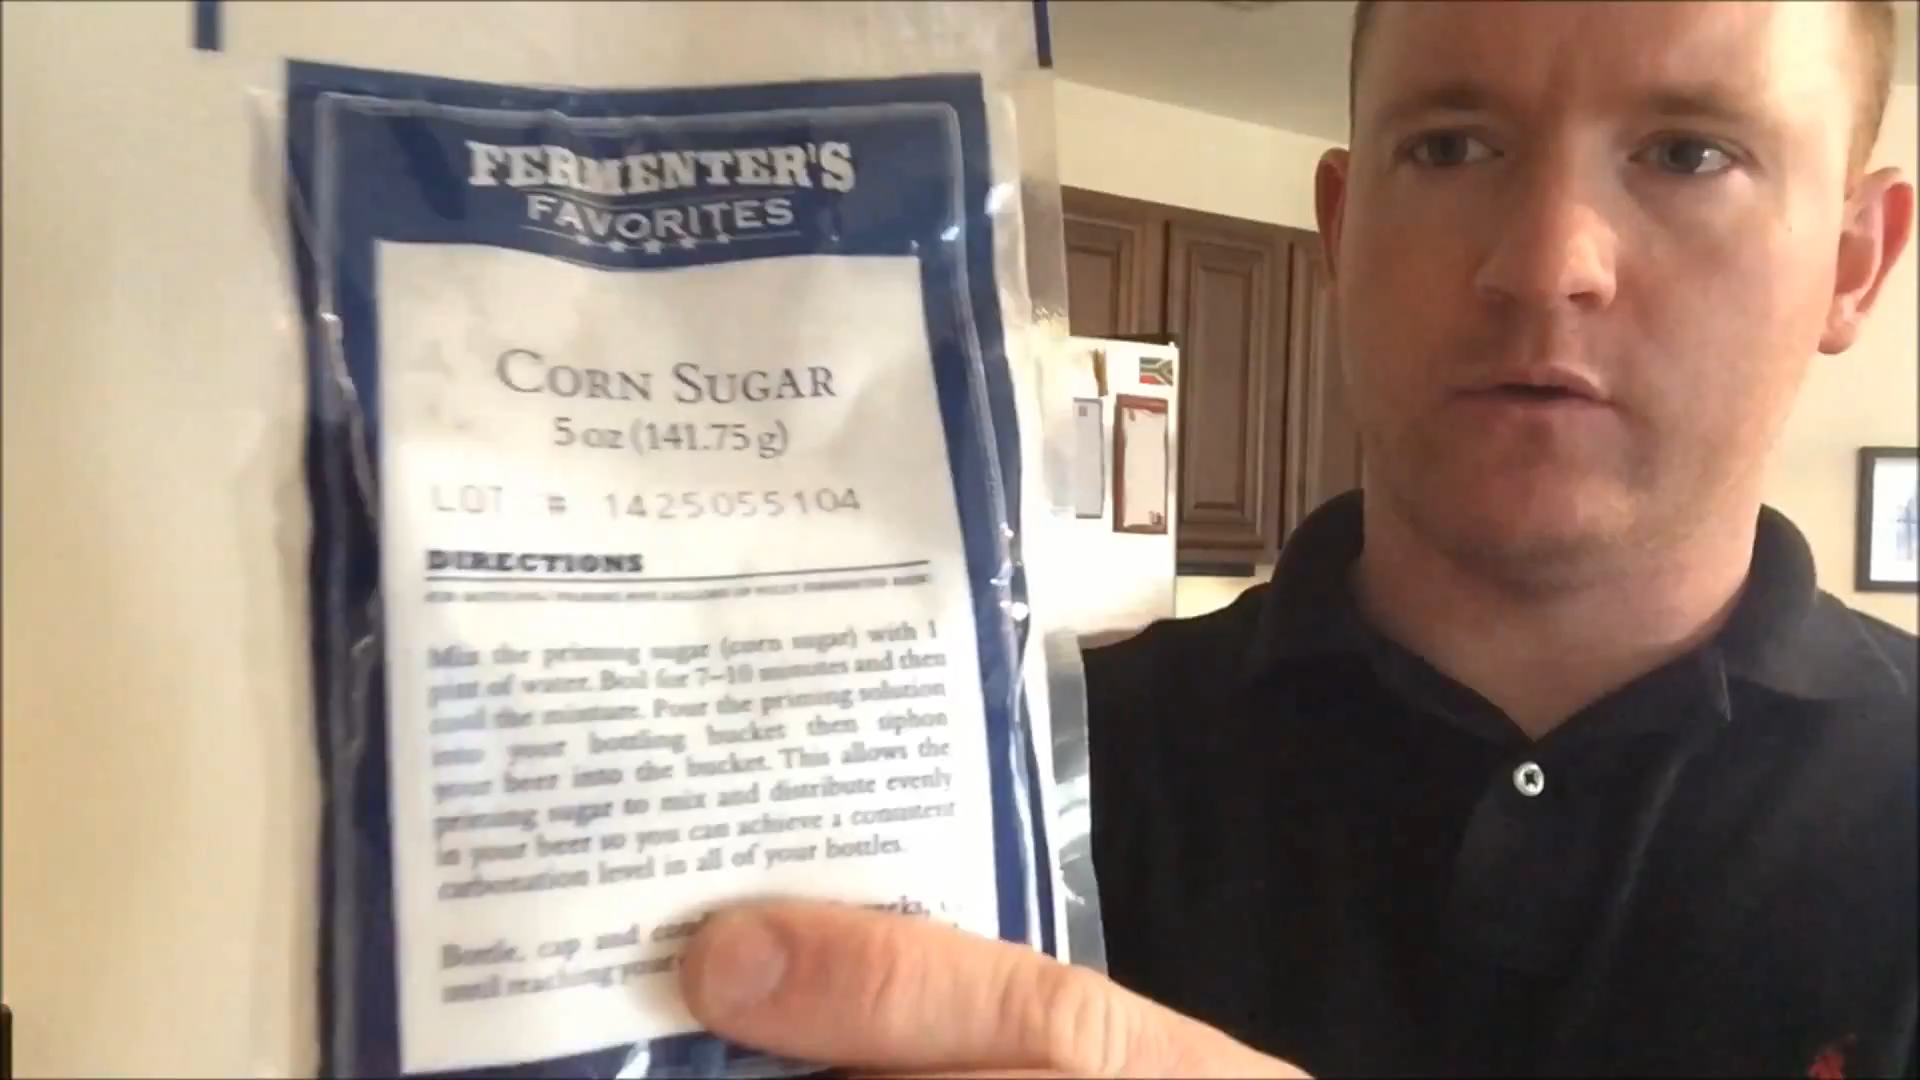 FERMENTER'S
FAVORITES
CORN SUGAR
5 oz (141.75 g)
LOT # 1425055104
DIRECTIONS
Mix the priming sugar (corn sugar) with 1
pint of water. Boil for 7–10 minutes and then
cool the mixture. Pour the priming solution
into your bottling bucket then siphon
your beer into the bucket. This allows the
priming sugar to mix and distribute evenly
in your beer so you can achieve a consistent
carbonation level in all of your bottles.
Bottle, cap and
until reaching your